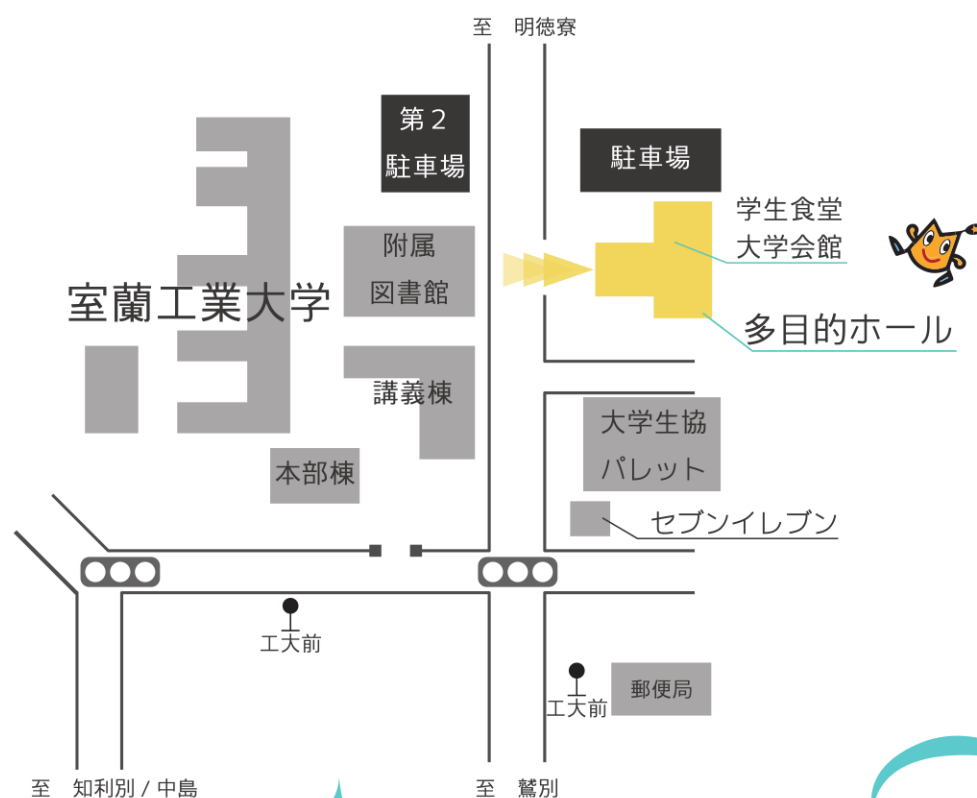 至 明徳寮
第2
駐車場
駐車場
学生食堂
大学会館
附属
図書館
室蘭工業大学
多目的ホール
講義棟
大学生協
パレット
本部棟
セブンイレブン
工大前
郵便局
工大前
至 知利別 / 中島
至 鷲別